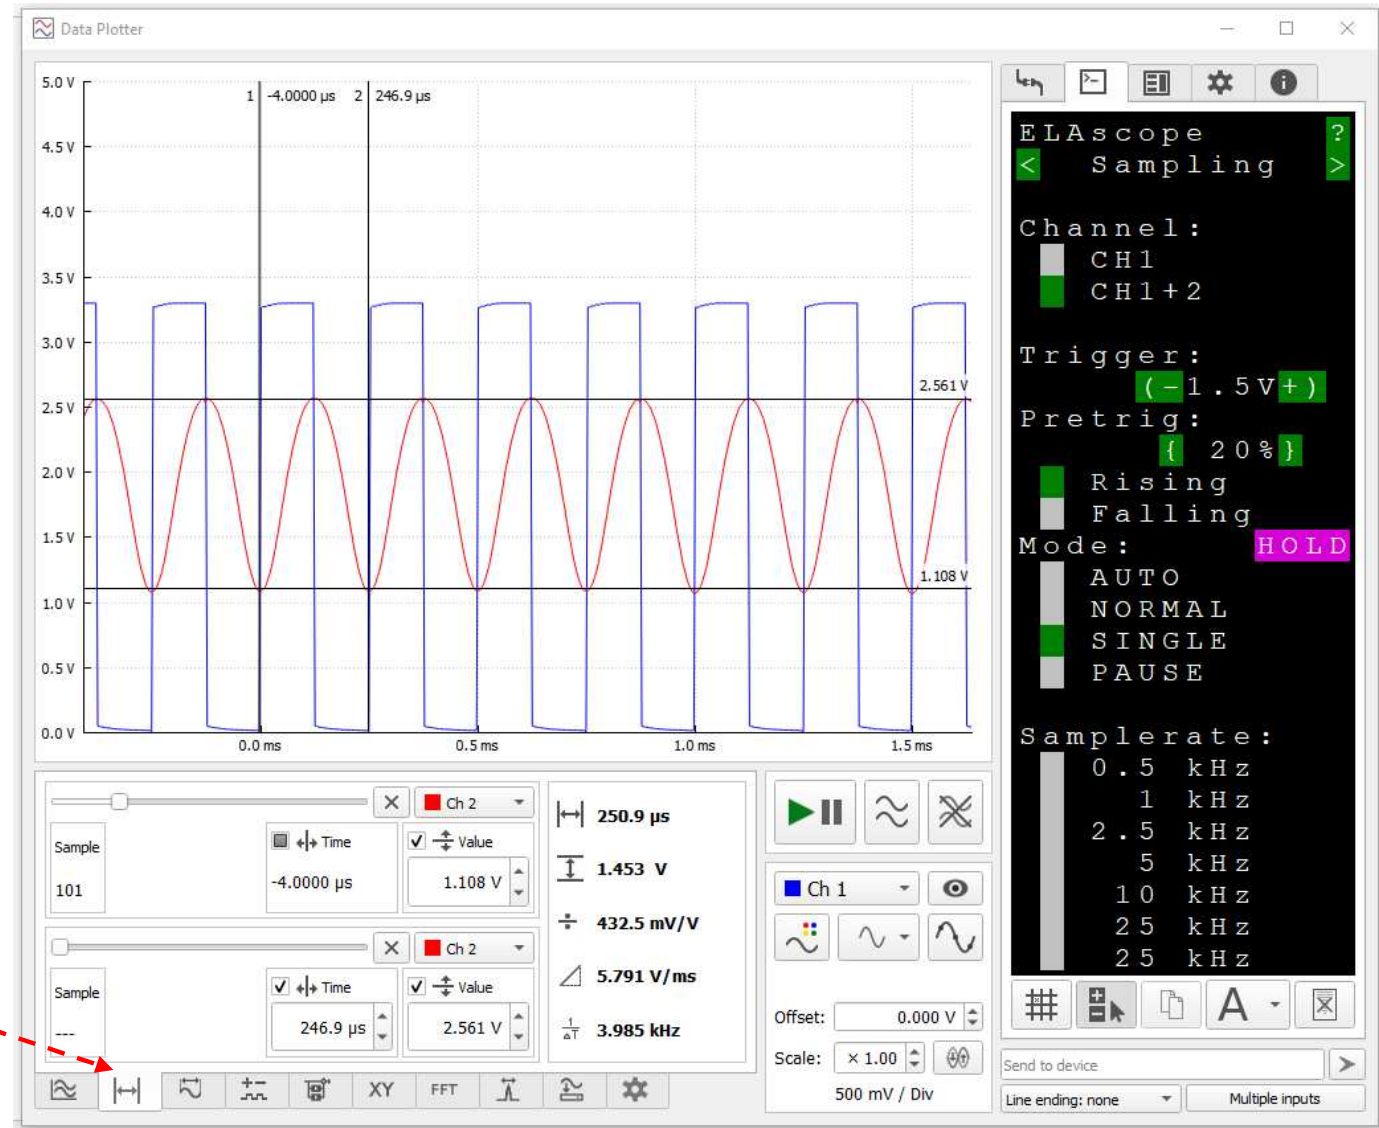 Data Plotter
5.0 V
4.5 V
4.0 V
3.5 V
3.0 V
2.5 V
2.0 V
1.5 V
1.0 V
0.5 V
0.0 V
1 -4.0000 µs 2 246.9 µs
2.561 V
1.108 V
0.0 ms 0.5 ms 1.0 ms 1.5 ms
ELAscope ?
< Sampling >
Channel:
CH1
CH1+2
Trigger:
(-1.5V+)
Pretrig:
{ 20%}
Rising
Falling
Mode: HOLD
AUTO
NORMAL
SINGLE
PAUSE
Samplerate:
0.5 kHz
1 kHz
2.5 kHz
5 kHz
10 kHz
25 kHz
25 kHz
Ch 2
Sample
101
Time
-4.0000 µs
Value
1.108 V
Ch 2
Sample
---
Time
246.9 µs
Value
2.561 V
250.9 µs
1.453 V
432.5 mV/V
5.791 V/ms
1/ΔT 3.985 kHz
XY
FFT
Ch 1
Offset: 0.000 V
Scale: × 1.00
500 mV / Div
A
Send to device
Line ending: none
Multiple inputs